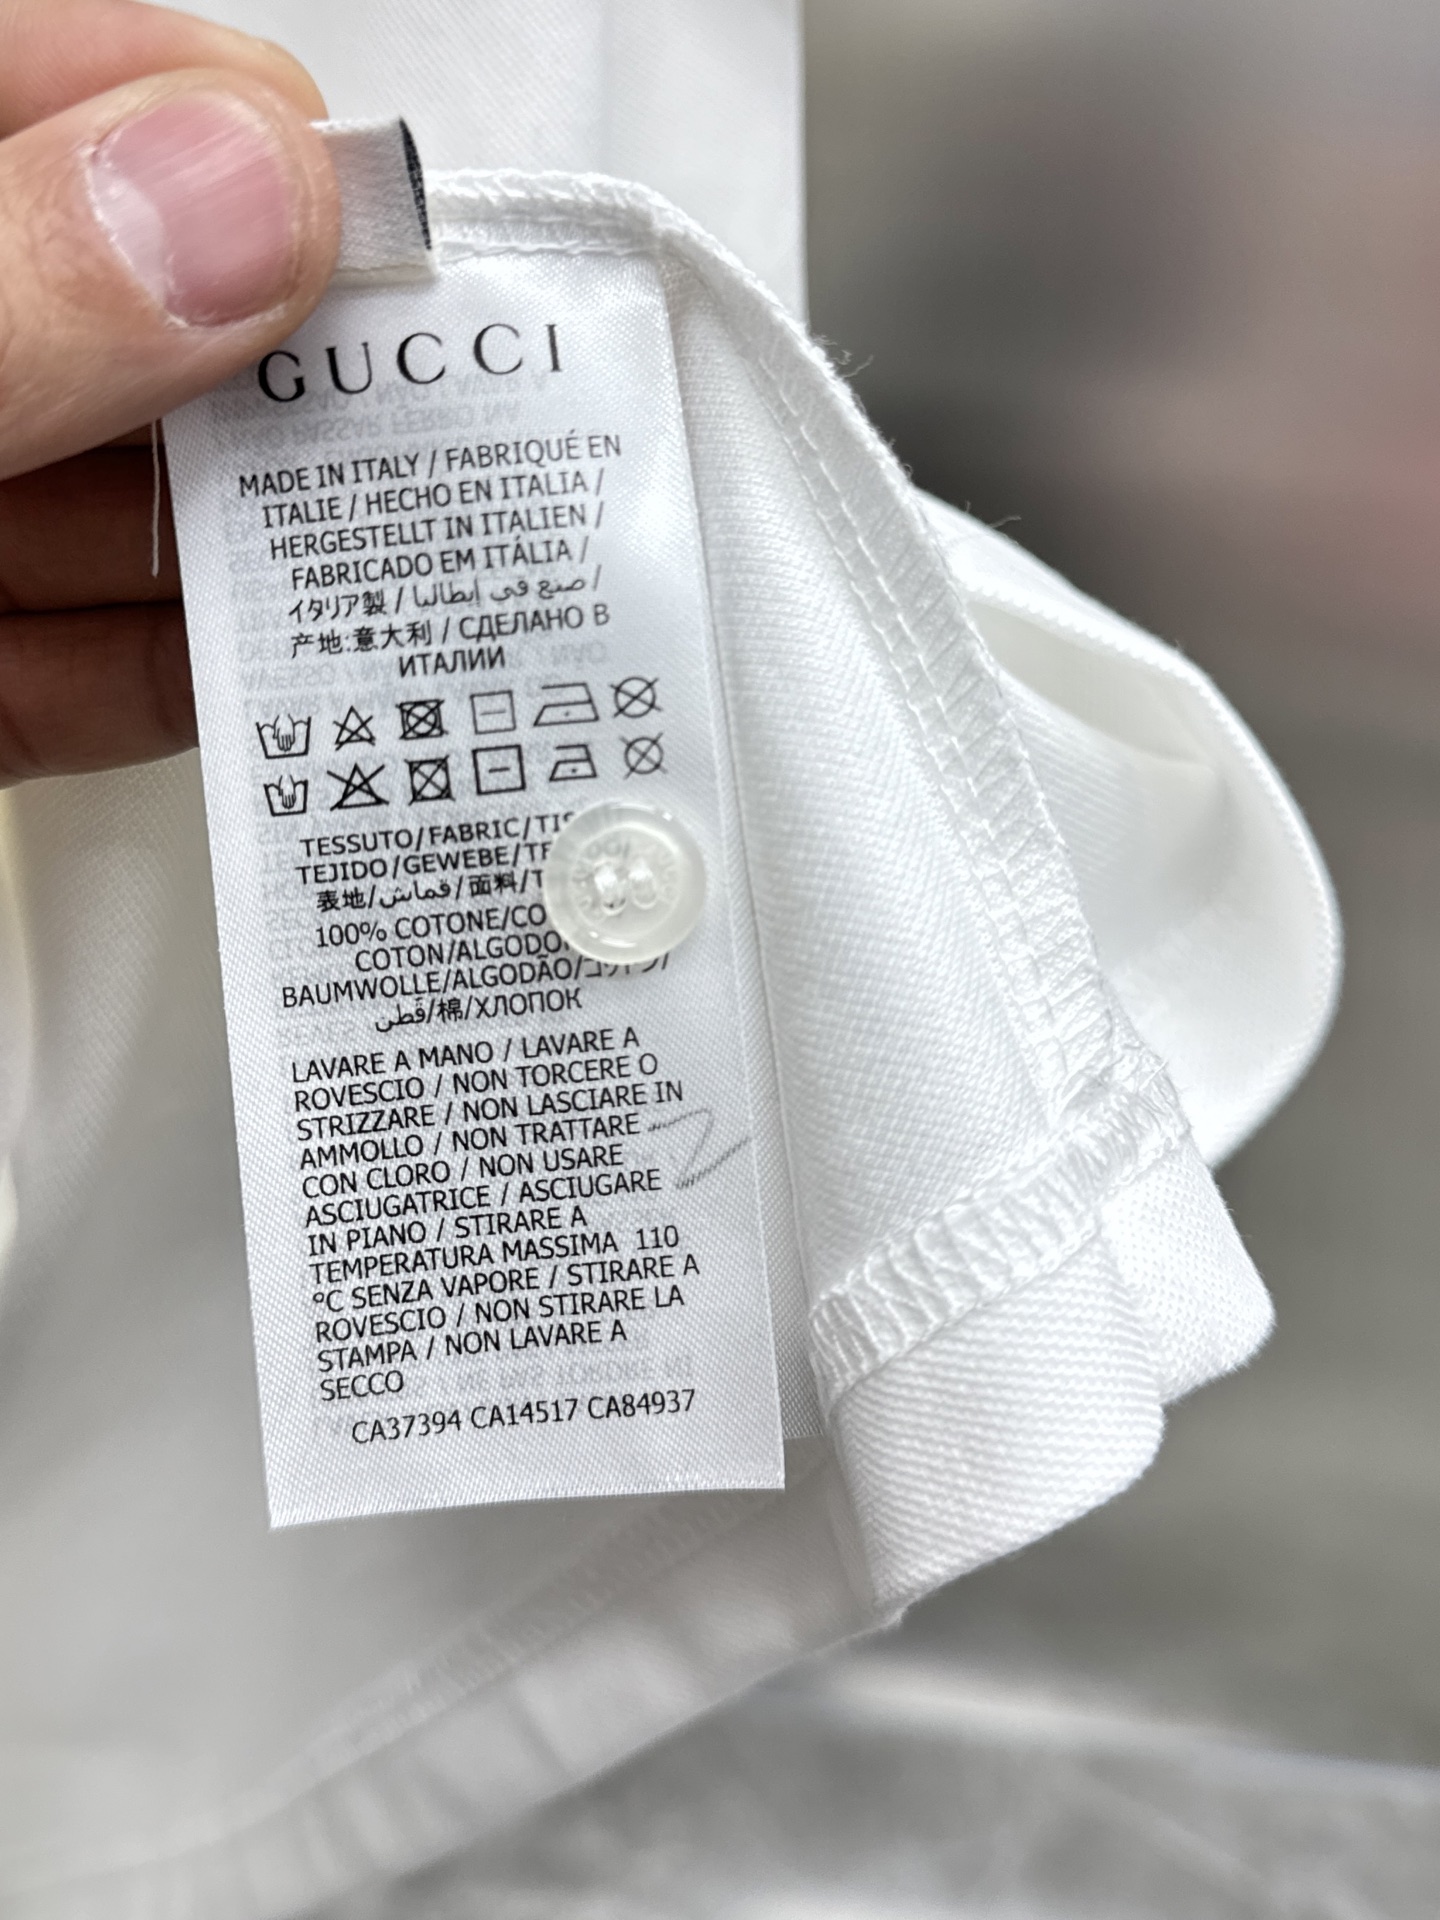 GUCCI
MADE IN ITALY / FABRIQUÉ EN
ITALIE / HECHO EN ITALIA /
HERGESTELLT IN ITALIEN /
FABRICADO EM ITÁLIA /
イタリア製 / صنع في إيطاليا /
产地:意大利 / СДЕЛАНО В
ИТАЛИИ
TESSUTO/FABRIC/
TEJIDO/GEWEBE/
表地/قماش/面料/
100% COTONE/
COTON/
BAUMWOLLE/ALGODÃO/
قطن/棉/ХЛОПОК
LAVARE A MANO / LAVARE A
ROVESCIO / NON TORCERE O
STRIZZARE / NON LASCIARE IN
AMMOLLO / NON TRATTARE
CON CLORO / NON USARE
ASCIUGATRICE / ASCIUGARE
IN PIANO / STIRARE A
TEMPERATURA MASSIMA 110
°C SENZA VAPORE / STIRARE A
ROVESCIO / NON STIRARE LA
STAMPA / NON LAVARE A
SECCO
CA37394 CA14517 CA84937